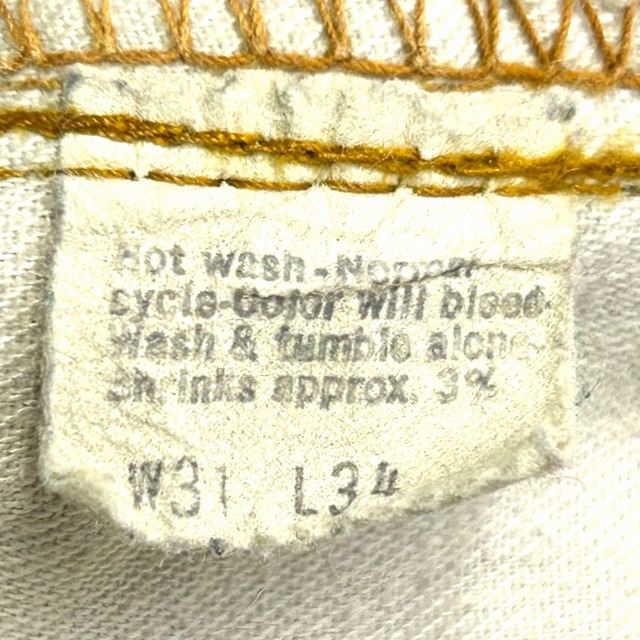 Hot wash-Normal
cycle-Color will bleed-
Wash & tumble alone-
Shrinks approx. 3%
W31 L34